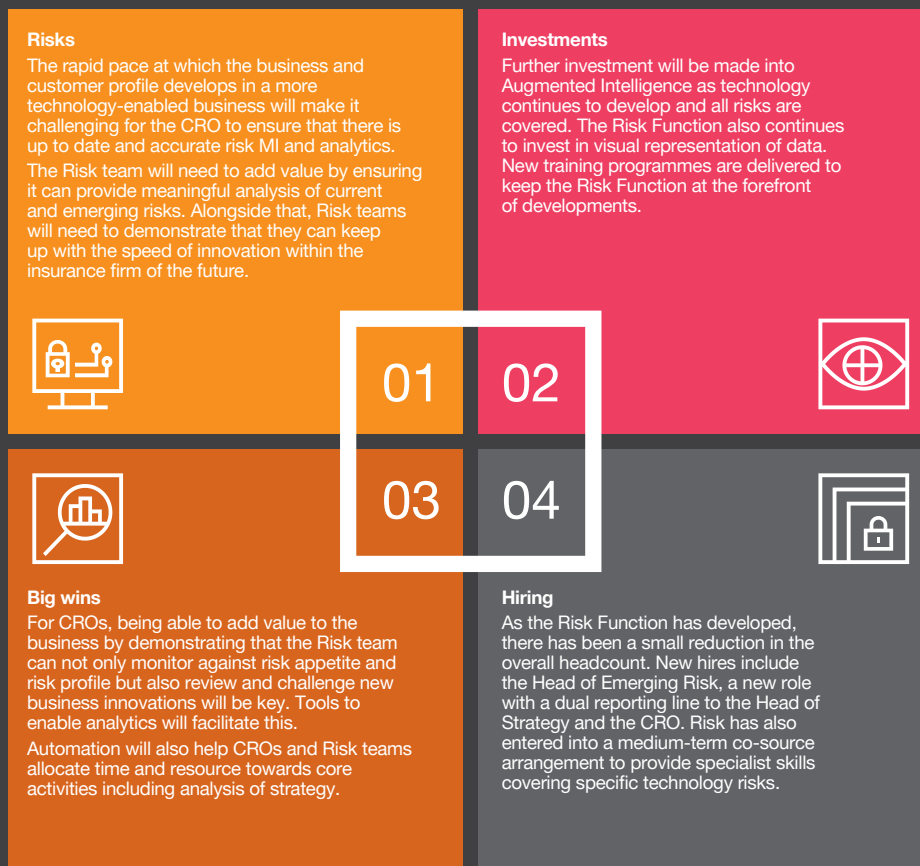 Risks
The rapid pace at which the business and
customer profile develops in a more
technology-enabled business will make it
challenging for the CRO to ensure that there is
up to date and accurate risk MI and analytics.
The Risk team will need to add value by ensuring
it can provide meaningful analysis of current
and emerging risks. Alongside that, Risk teams
will need to demonstrate that they can keep
up with the speed of innovation within the
insurance firm of the future.
01
Investments
Further investment will be made into
Augmented Intelligence as technology
continues to develop and all risks are
covered. The Risk Function also continues
to invest in visual representation of data.
New training programmes are delivered to
keep the Risk Function at the forefront
of developments.
02
03
Big wins
For CROs, being able to add value to the
business by demonstrating that the Risk team
can not only monitor against risk appetite and
risk profile but also review and challenge new
business innovations will be key. Tools to
enable analytics will facilitate this.
Automation will also help CROs and Risk teams
allocate time and resource towards core
activities including analysis of strategy.
04
Hiring
As the Risk Function has developed,
there has been a small reduction in the
overall headcount. New hires include
the Head of Emerging Risk, a new role
with a dual reporting line to the Head of
Strategy and the CRO. Risk has also
entered into a medium-term co-source
arrangement to provide specialist skills
covering specific technology risks.